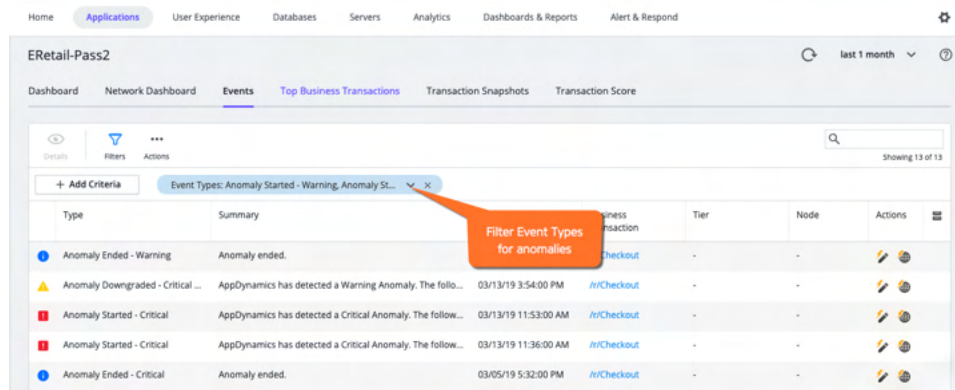 Home Applications User Experience Databases Servers Analytics Dashboards & Reports Alert & Respond
ERetail-Pass2 last 1 month
Dashboard Network Dashboard Events Top Business Transactions Transaction Snapshots Transaction Score
Details Filters Actions
Showing 13 of 13
+ Add Criteria Event Types: Anomaly Started - Warning, Anomaly St...
Type Summary Tier Node Actions
Filter Event Types
for anomalies
Anomaly Ended - Warning Anomaly ended. /r/Checkout - -
Anomaly Downgraded - Critical ... AppDynamics has detected a Warning Anomaly. The follo... 03/13/19 3:54:00 PM /r/Checkout - -
Anomaly Started - Critical AppDynamics has detected a Critical Anomaly. The follow... 03/13/19 11:53:00 AM /r/Checkout - -
Anomaly Started - Critical AppDynamics has detected a Critical Anomaly. The follow... 03/13/19 11:36:00 AM /r/Checkout - -
Anomaly Ended - Critical Anomaly ended. 03/05/19 5:32:00 PM /r/Checkout - -